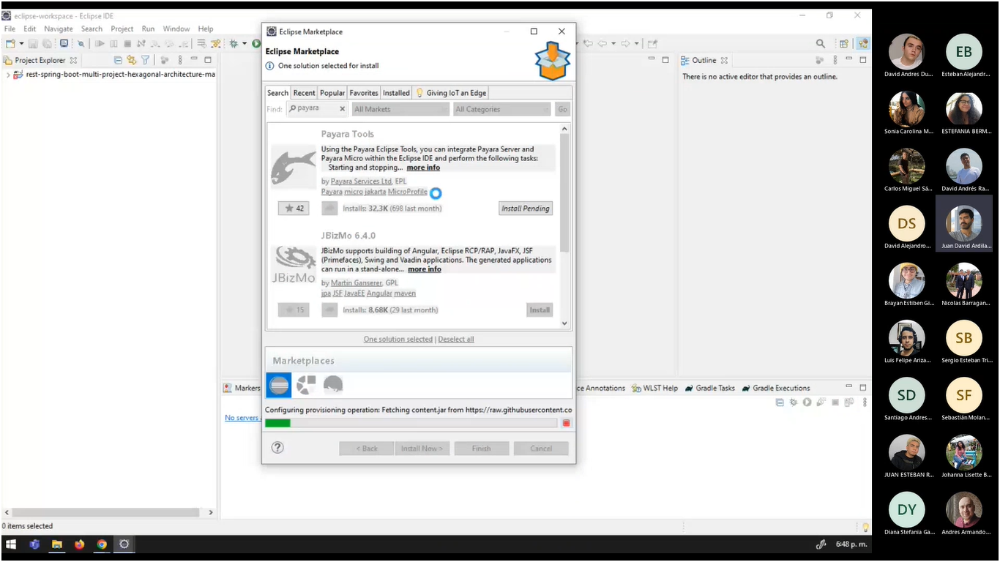 eclipse-workspace - Eclipse IDE
File Edit Navigate Search Project Run Window Help
Project Explorer
rest-spring-boot-multi-project-hexagonal-architecture-ma
Eclipse Marketplace
Eclipse Marketplace
One solution selected for install
Search Recent Popular Favorites Installed Giving IoT an Edge
Find: payara All Markets All Categories Go
Payara Tools
Using the Payara Eclipse Tools, you can integrate Payara Server and
Payara Micro within the Eclipse IDE and perform the following tasks:
Starting and stopping... more info
by Payara Services Ltd, EPL
Payara micro jakarta MicroProfile
42 Installs: 32,3K (698 last month) Install Pending
JBizMo 6.4.0
JBizMo supports building of Angular, Eclipse RCP/RAP, JavaFX, JSF
(Primefaces), Swing and Vaadin applications. The generated applications
can run in a stand-alone... more info
JBizMo
by Martin Ganserer, GPL
jpa JSF JavaEE Angular maven
15 Installs: 8,68K (29 last month) Install
One solution selected | Deselect all
Marketplaces
Configuring provisioning operation: Fetching content.jar from https://raw.githubusercontent.co
< Back Install Now > Finish Cancel
Outline
There is no active editor that provides an outline.
Markers
ce Annotations WLST Help Gradle Tasks Gradle Executions
No servers
0 items selected
6:48 p. m.
EB
David Andres Du... Esteban Alejandr...
Sonia Carolina M... ESTEFANIA BERM...
Carlos Miguel Sá... David Andrés Ra...
DS
David Alejandro... Juan David Ardila...
Brayan Estiben Gi... Nicolas Barragan...
SB
Luis Felipe Ariza... Sergio Esteban Tri...
SD SF
Santiago Andres... Sebastián Molan...
JUAN ESTEBAN R... Johanna Lisette B...
DY
Diana Stefania Ga... Andres Armando...